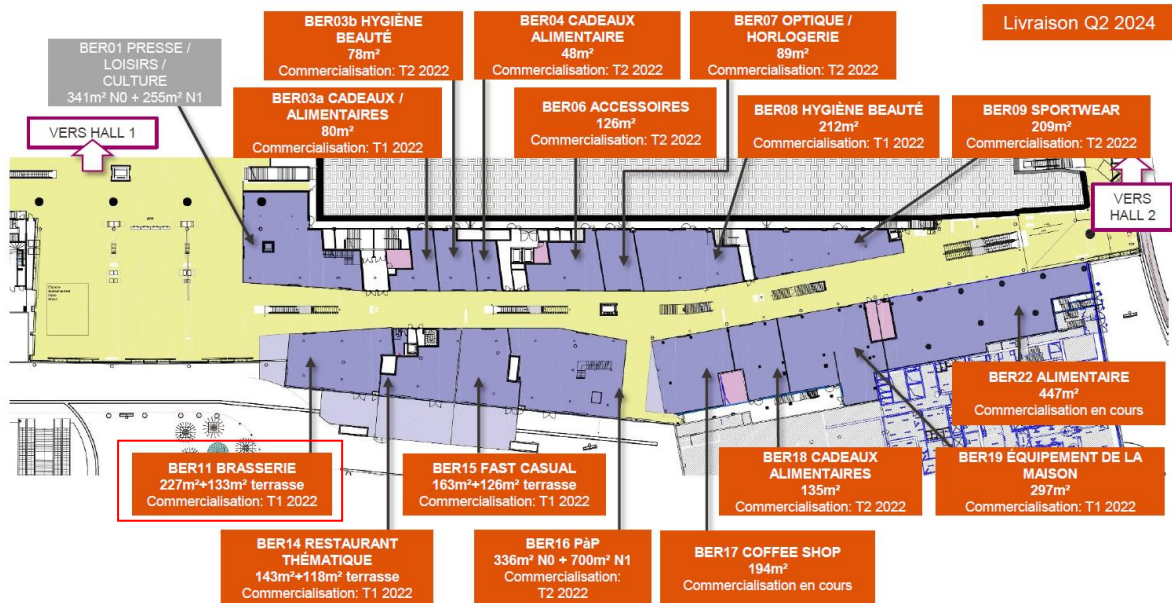 Livraison Q2 2024
BER01 PRESSE /
LOISIRS /
CULTURE
341m² N0 + 255m² N1
BER03b HYGIÈNE
BEAUTÉ
78m²
Commercialisation: T2 2022
BER04 CADEAUX
ALIMENTAIRE
48m²
Commercialisation: T2 2022
BER07 OPTIQUE /
HORLOGERIE
89m²
Commercialisation: T2 2022
BER03a CADEAUX /
ALIMENTAIRES
80m²
Commercialisation: T1 2022
BER06 ACCESSOIRES
126m²
Commercialisation: T2 2022
BER08 HYGIÈNE BEAUTÉ
212m²
Commercialisation: T1 2022
BER09 SPORTWEAR
209m²
Commercialisation: T2 2022
VERS HALL 1
VERS
HALL 2
BER22 ALIMENTAIRE
447m²
Commercialisation en cours
BER11 BRASSERIE
227m²+133m² terrasse
Commercialisation: T1 2022
BER15 FAST CASUAL
163m²+126m² terrasse
Commercialisation: T1 2022
BER18 CADEAUX
ALIMENTAIRES
135m²
Commercialisation: T2 2022
BER19 ÉQUIPEMENT DE LA
MAISON
297m²
Commercialisation: T1 2022
BER14 RESTAURANT
THÉMATIQUE
143m²+118m² terrasse
Commercialisation: T1 2022
BER16 PàP
336m² N0 + 700m² N1
Commercialisation:
T2 2022
BER17 COFFEE SHOP
194m²
Commercialisation en cours